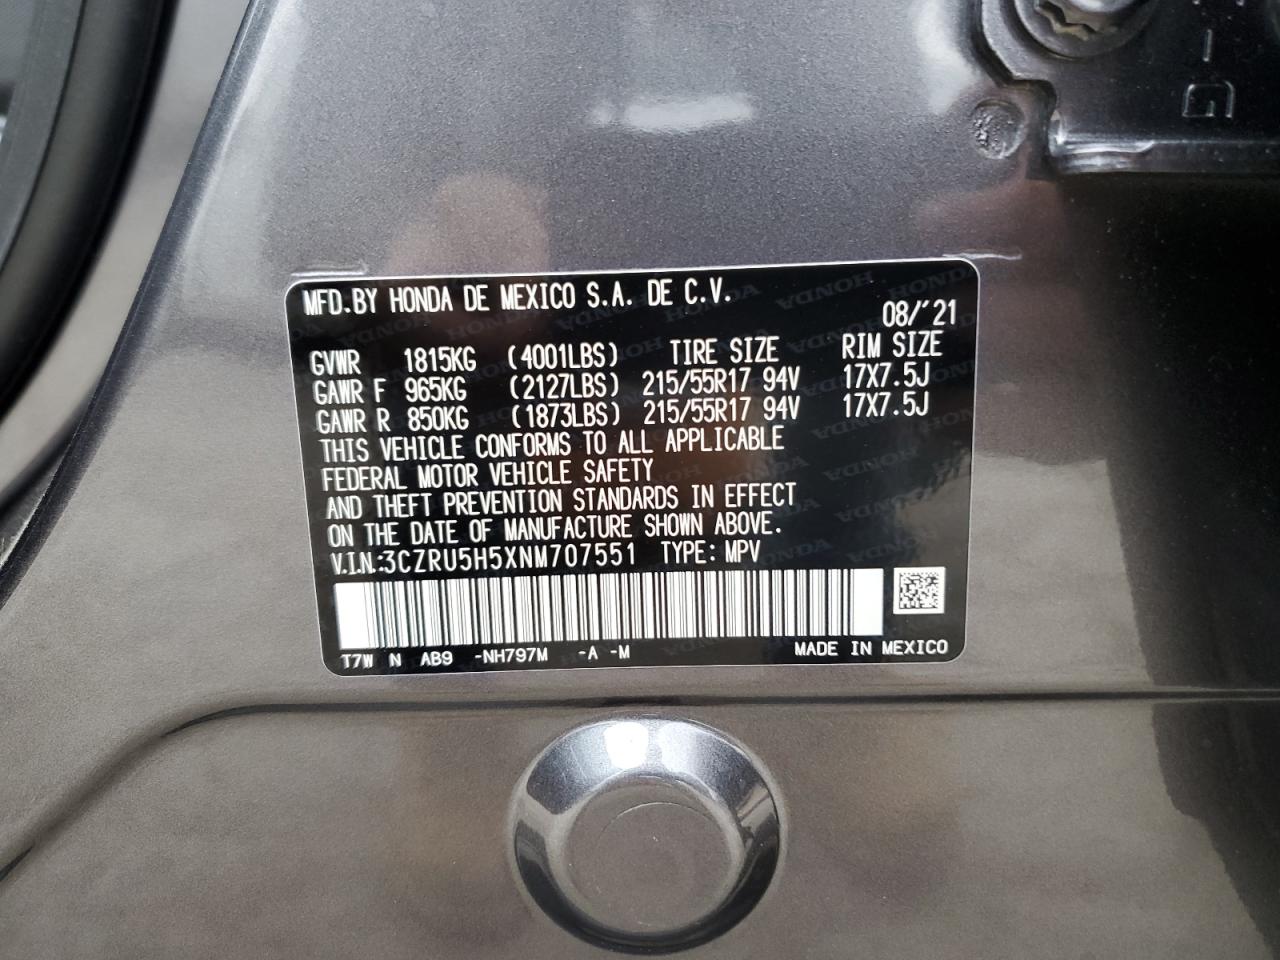 G
MFD.BY HONDA DE MEXICO S.A. DE C.V.
08/'21
GVWR 1815KG (4001LBS) TIRE SIZE RIM SIZE
GAWR F 965KG (2127LBS) 215/55R17 94V 17X7.5J
GAWR R 850KG (1873LBS) 215/55R17 94V 17X7.5J
THIS VEHICLE CONFORMS TO ALL APPLICABLE
FEDERAL MOTOR VEHICLE SAFETY
AND THEFT PREVENTION STANDARDS IN EFFECT
ON THE DATE OF MANUFACTURE SHOWN ABOVE.
V.I.N.:3CZRU5H5XNM707551 TYPE: MPV
T7W N AB9 -NH797M -A -M MADE IN MEXICO